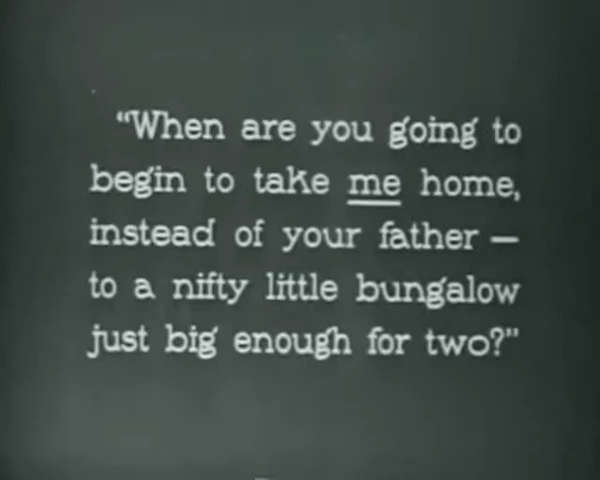 "When are you going to
begin to take me home,
instead of your father —
to a nifty little bungalow
just big enough for two?"